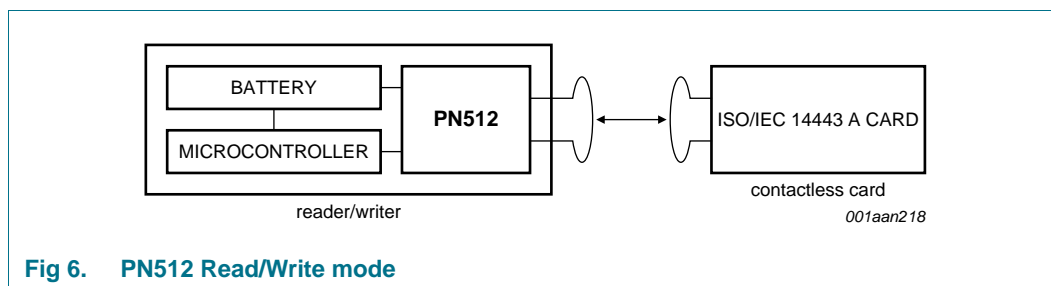 BATTERY
MICROCONTROLLER
PN512
reader/writer
ISO/IEC 14443 A CARD
contactless card
001aan218
Fig 6. PN512 Read/Write mode